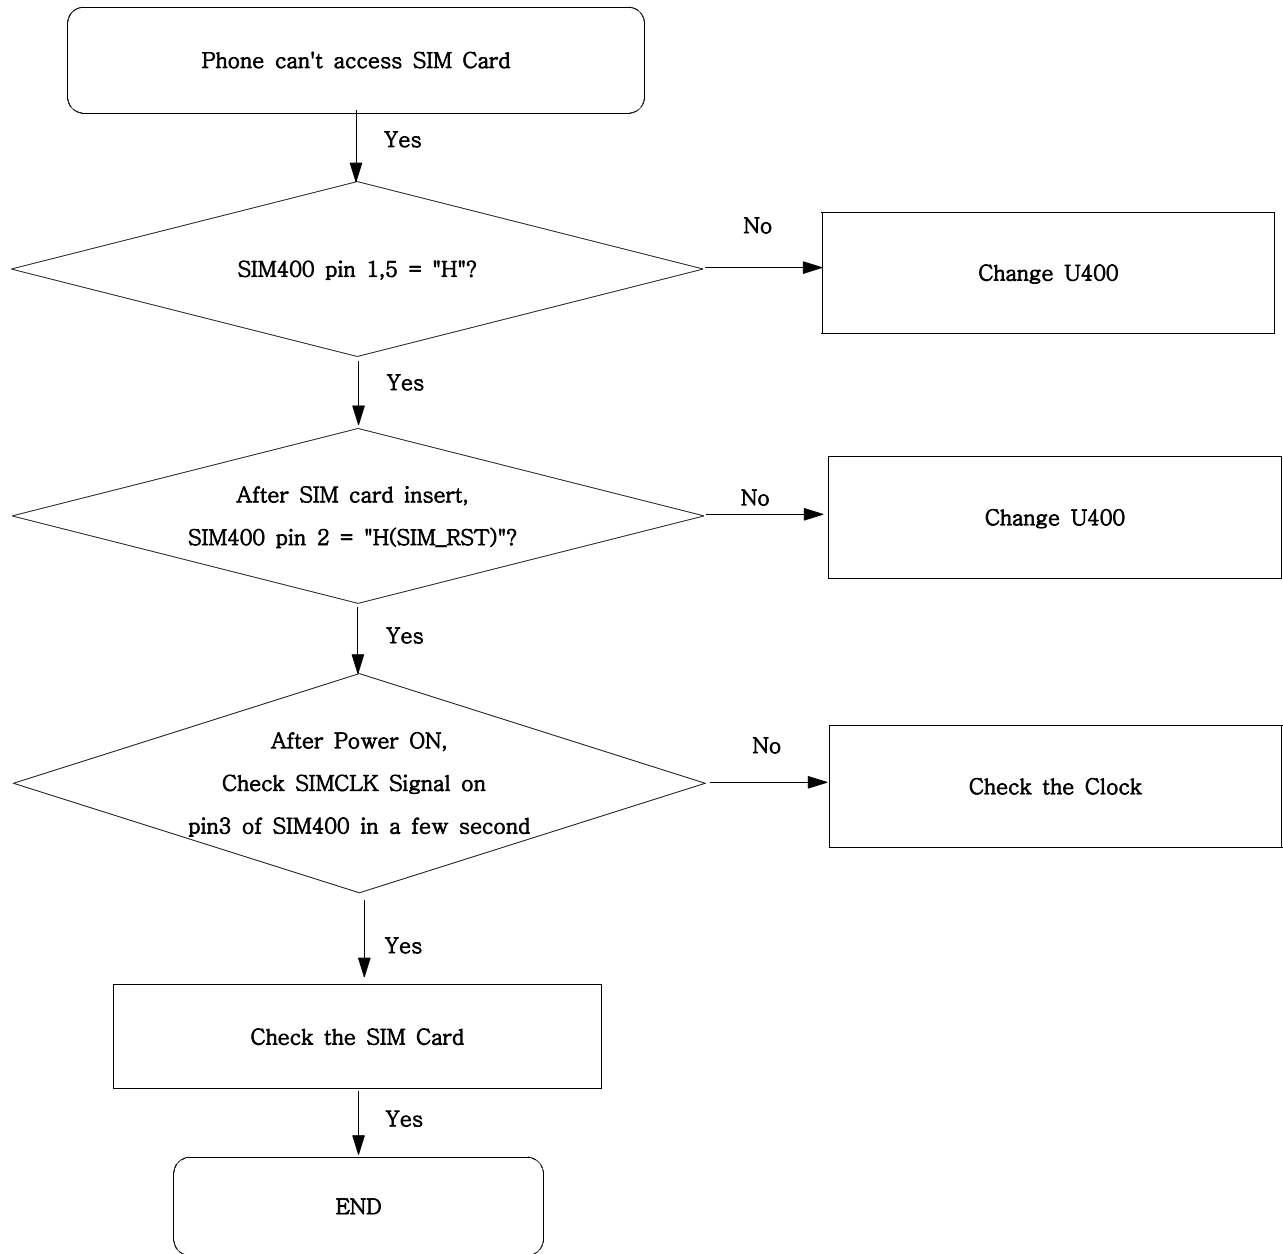 Phone can't access SIM Card
Yes
SIM400 pin 1,5 = "H"?
No
Change U400
Yes
After SIM card insert,
SIM400 pin 2 = "H(SIM_RST)"?
No
Change U400
Yes
After Power ON,
Check SIMCLK Signal on
pin3 of SIM400 in a few second
No
Check the Clock
Yes
Check the SIM Card
Yes
END